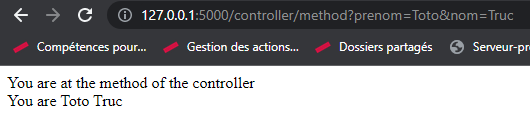 127.0.0.1:5000/controller/method?prenom=Toto&nom=Truc
Compétences pour... Gestion des actions... Dossiers partagés Serveur-pr
You are at the method of the controller
You are Toto Truc